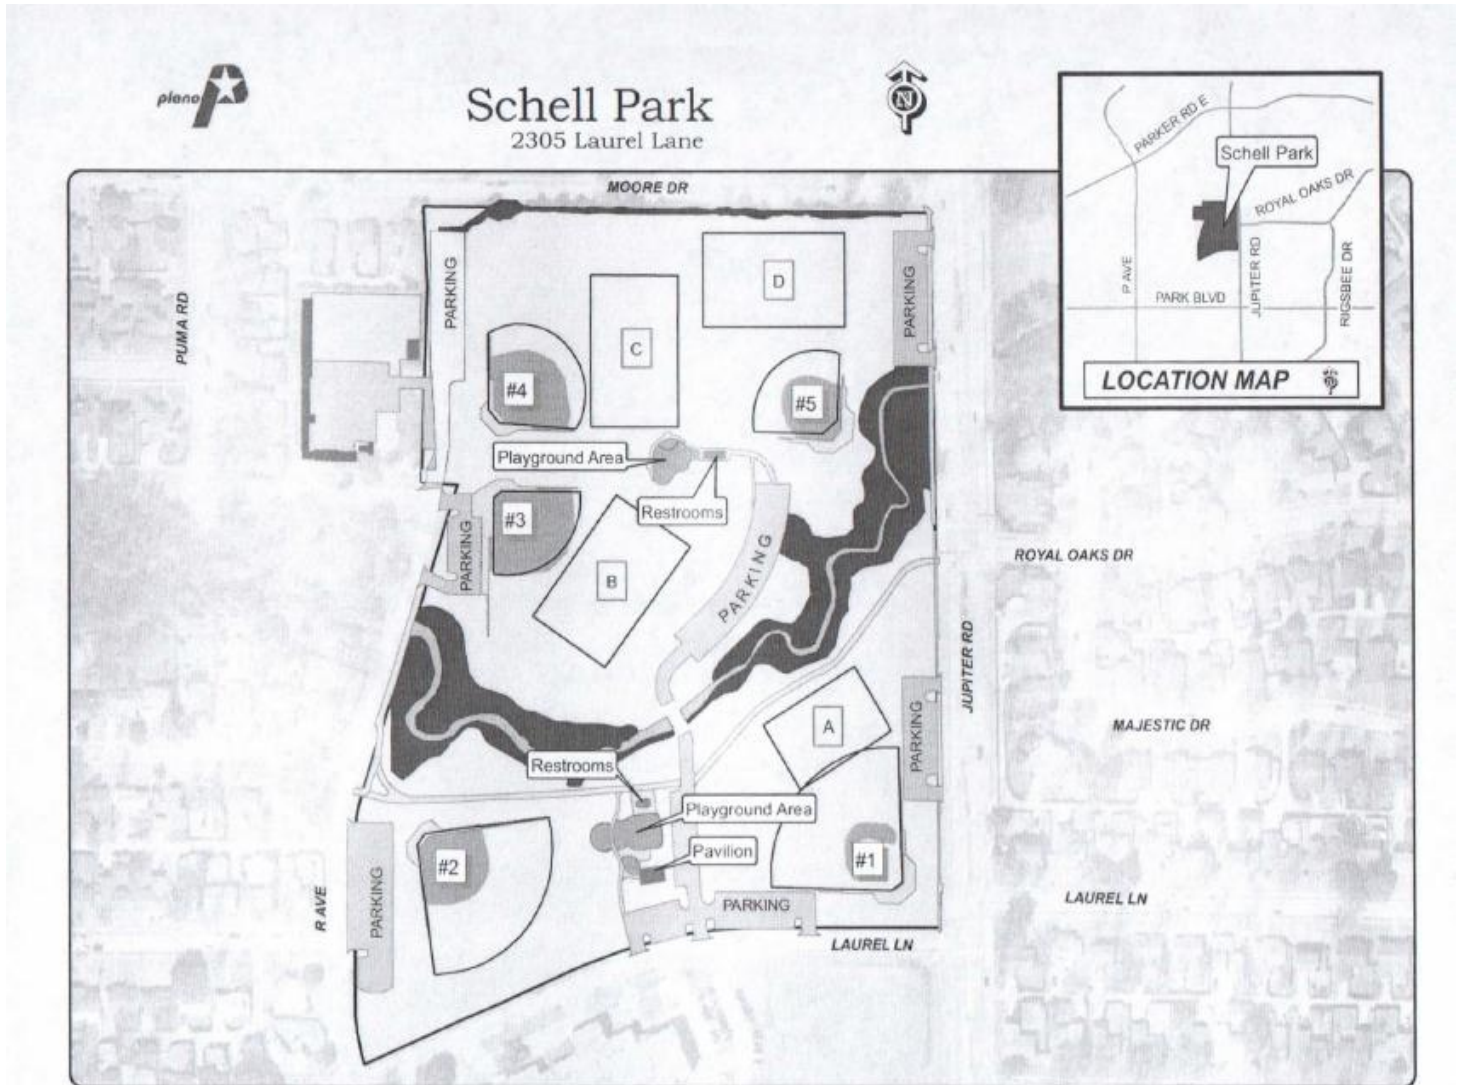 plano
Schell Park
2305 Laurel Lane
N
PARKER RD E
Schell Park
ROYAL OAKS DR
P AVE
JUPITER RD
RIGSBEE DR
PARK BLVD
LOCATION MAP
MOORE DR
PUMA RD
PARKING
PARKING
D
C
#4
#5
Playground Area
Restrooms
#3
PARKING
B
PARKING
ROYAL OAKS DR
JUPITER RD
MAJESTIC DR
A
PARKING
Restrooms
Playground Area
Pavilion
#2
#1
R AVE
PARKING
PARKING
LAUREL LN
LAUREL LN